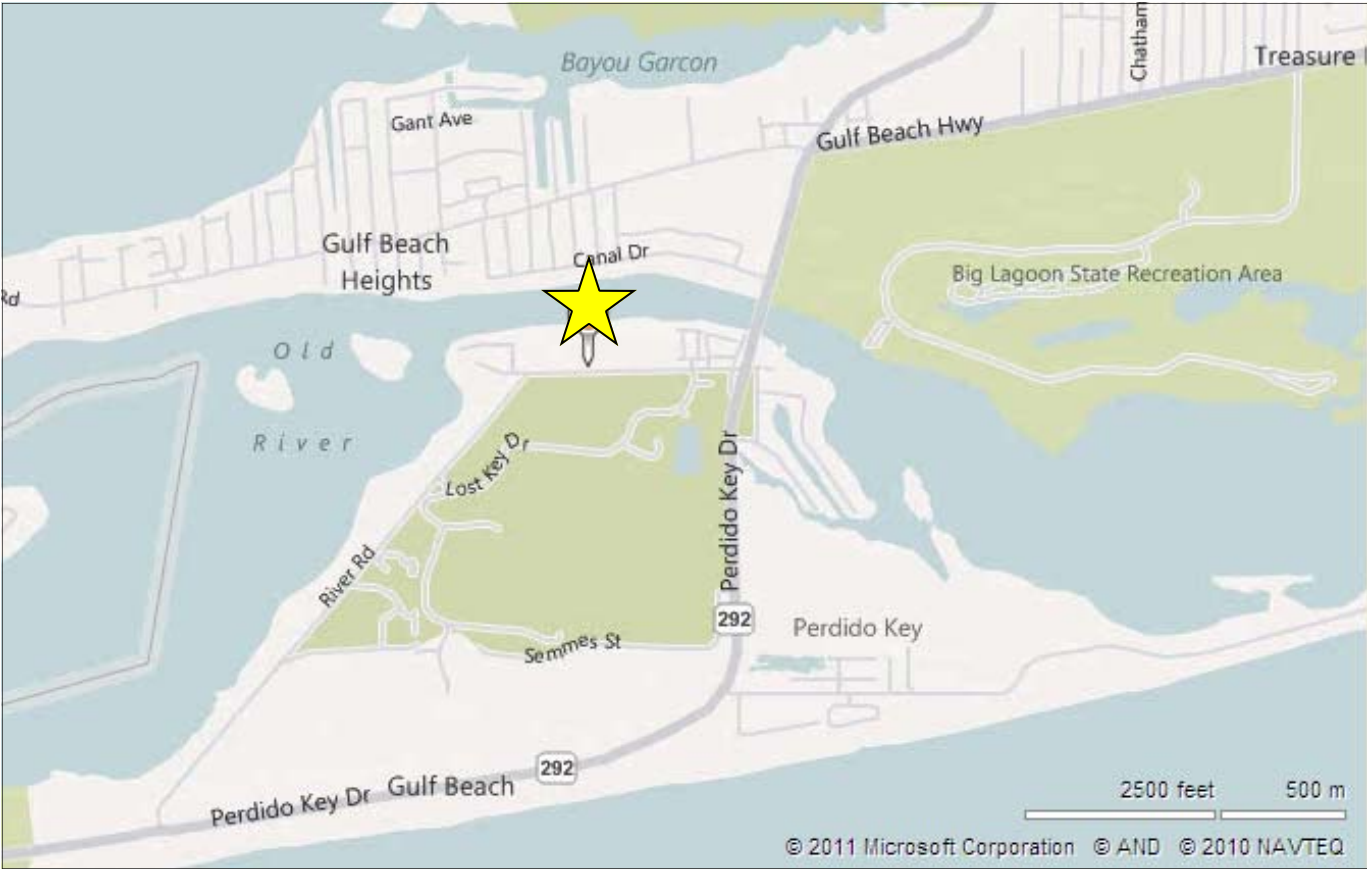 Bayou Garcon
Chatham
Treasure
Gant Ave
Gulf Beach Hwy
Gulf Beach
Heights
Canal Dr
Rd
Big Lagoon State Recreation Area
Old
River
Lost Key Dr
Perdido Key Dr
River Rd
292
Perdido Key
Semmes St
292
Gulf Beach
Perdido Key Dr
2500 feet 500 m
© 2011 Microsoft Corporation © AND © 2010 NAVTEQ